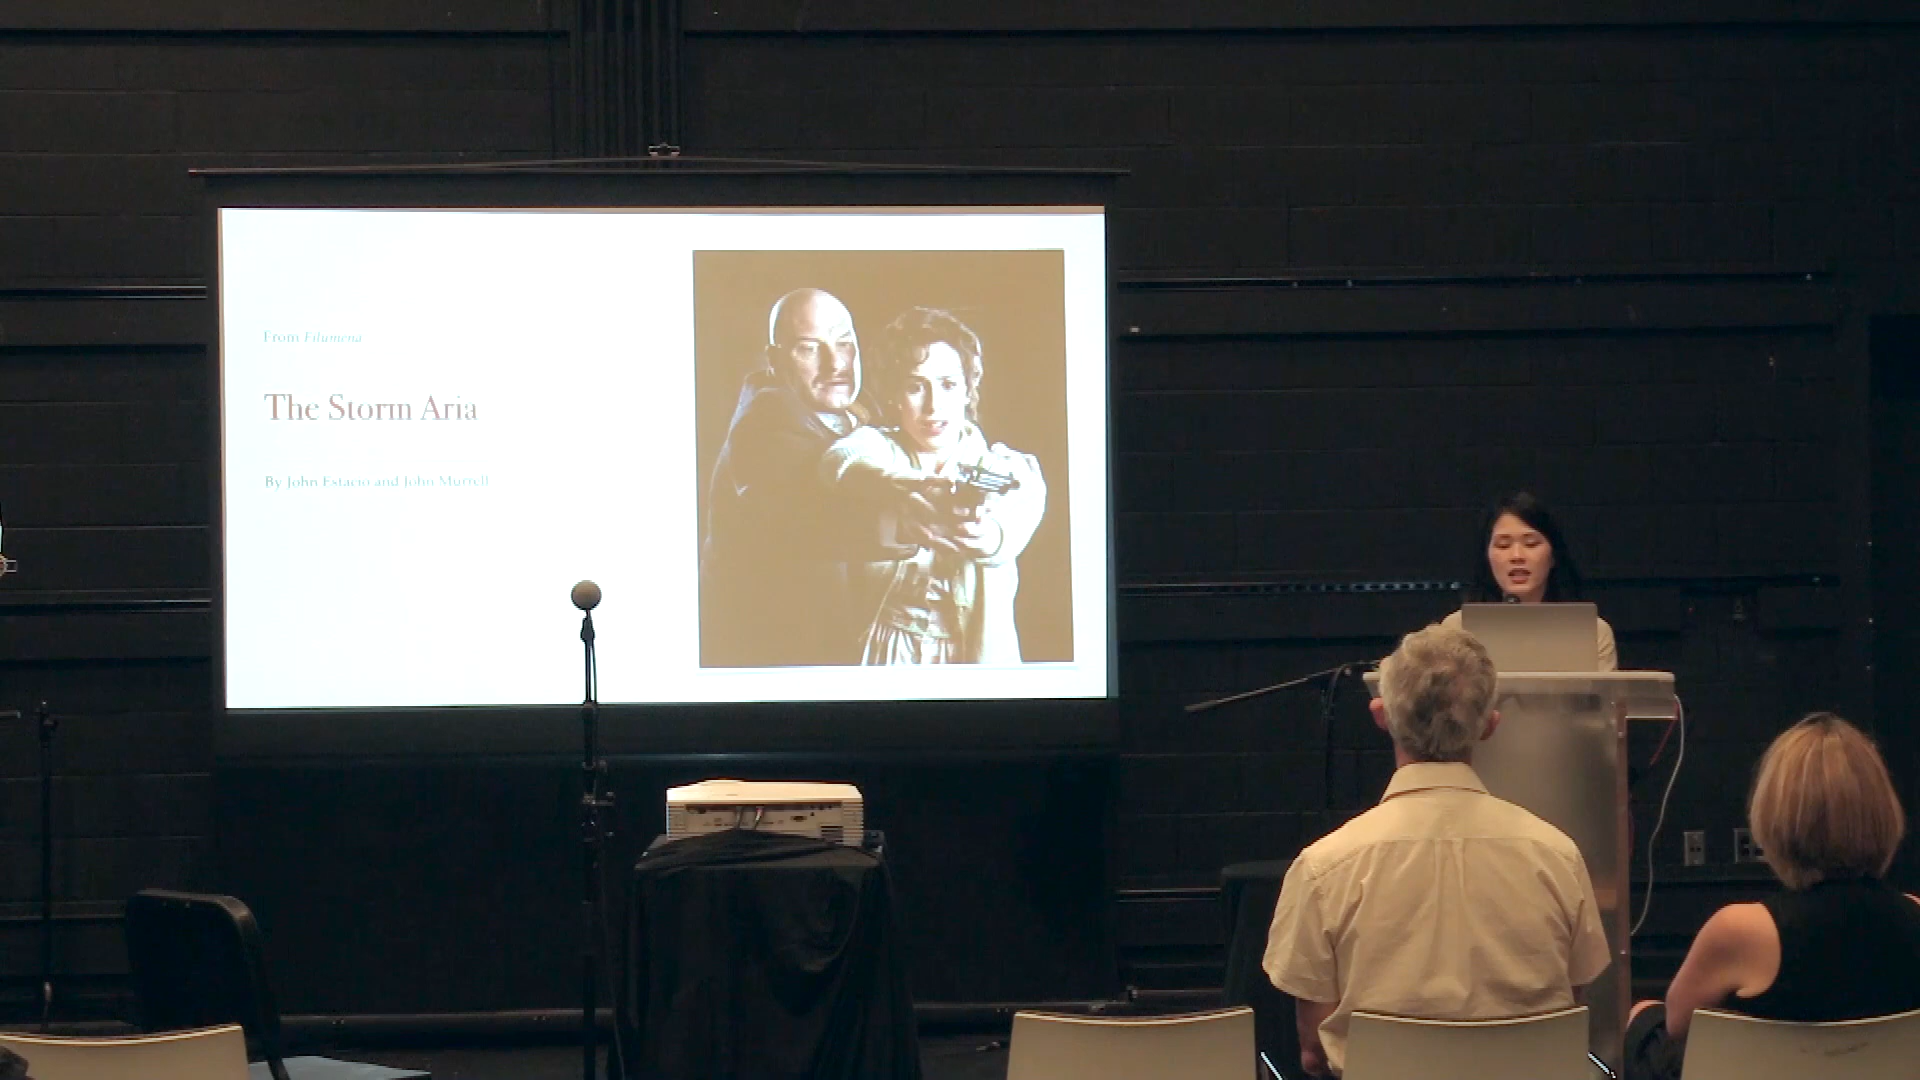 From Filumena
The Storm Aria
By John Estacio and John Murrell